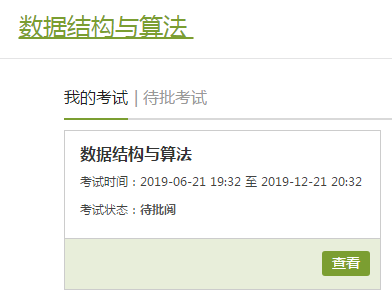 数据结构与算法
我的考试 | 待批考试
数据结构与算法
考试时间：2019-06-21 19:32 至 2019-12-21 20:32
考试状态：待批阅
查看